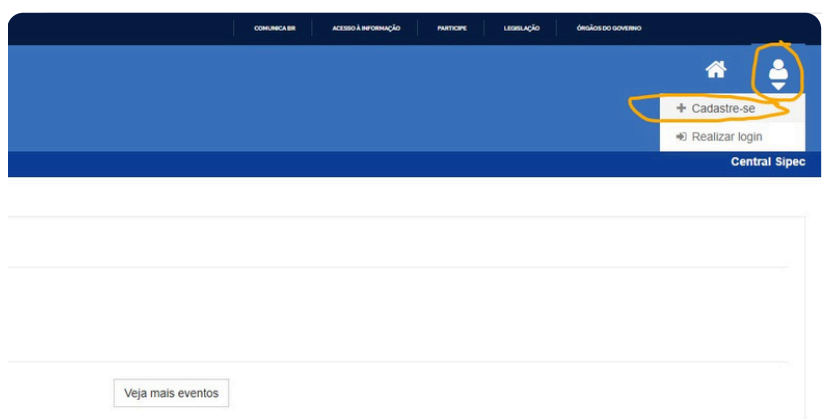 COMUNICA BR ACESSO À INFORMAÇÃO PARTICIPE LEGISLAÇÃO ÓRGÃOS DO GOVERNO
Cadastre-se
Realizar login
Central Sipec
Veja mais eventos